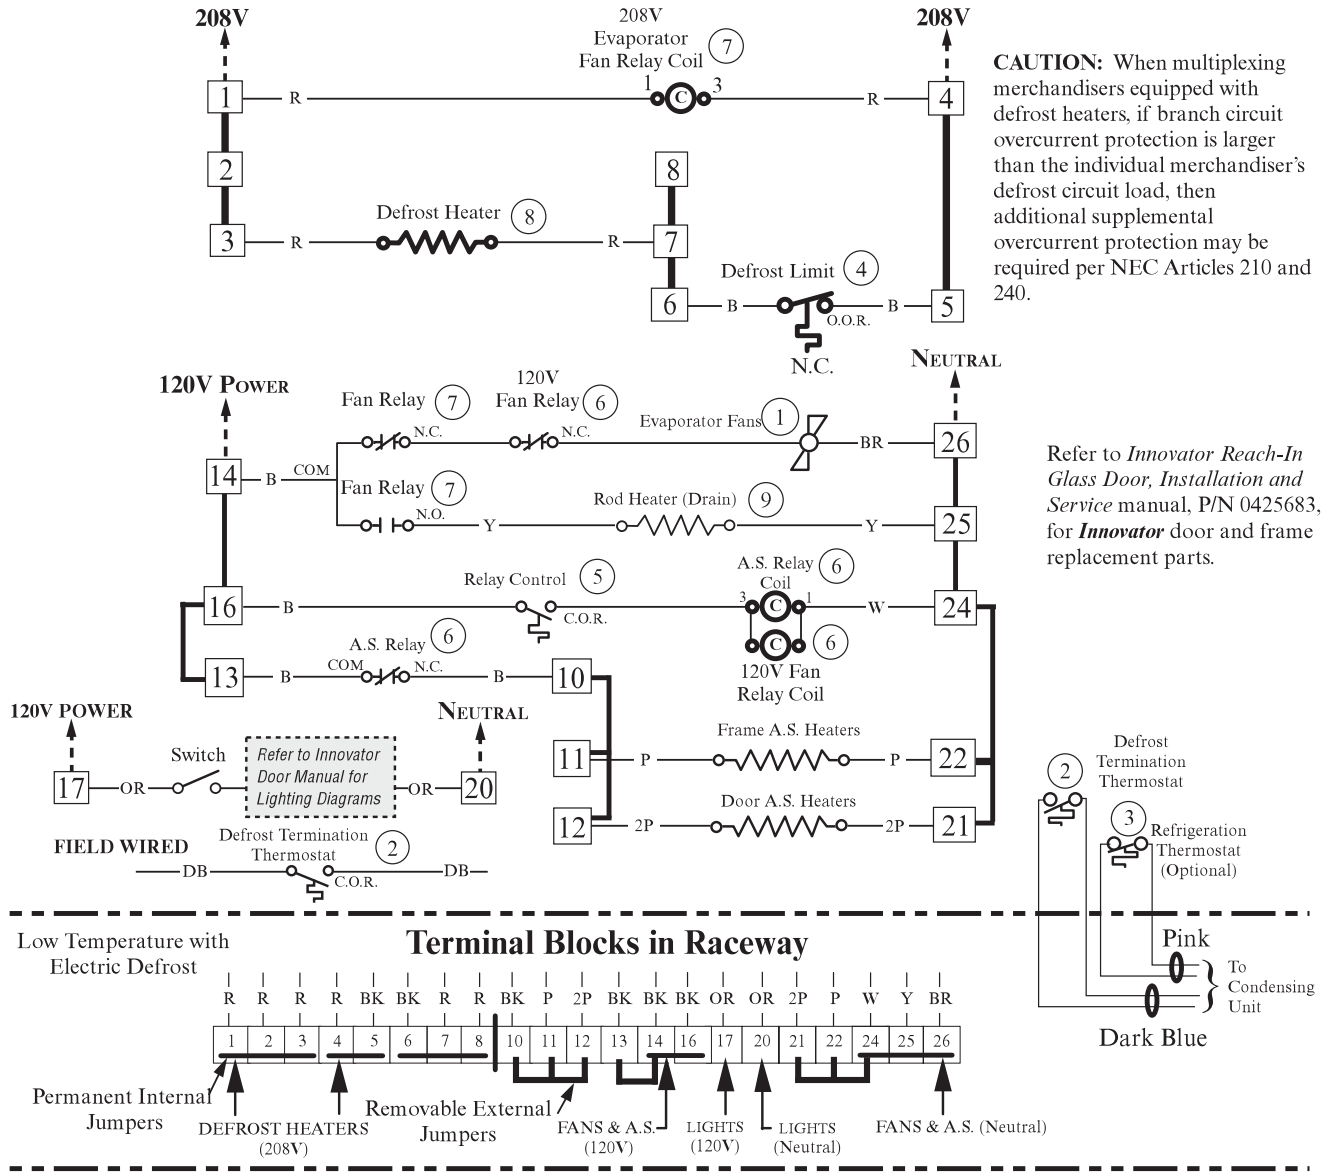 208V
208V
Evaporator
Fan Relay Coil
7
208V
1
R
1
C
3
R
4
CAUTION: When multiplexing
merchandisers equipped with
defrost heaters, if branch circuit
overcurrent protection is larger
than the individual merchandiser's
defrost circuit load, then
additional supplemental
overcurrent protection may be
required per NEC Articles 210 and
240.
2
8
Defrost Heater
8
3
R
R
7
Defrost Limit
4
6
B
B
5
O.O.R.
N.C.
120V POWER
NEUTRAL
Fan Relay
7
N.C.
120V
Fan Relay
6
N.C.
Evaporator Fans
1
BR
26
14
B
COM
Fan Relay
7
N.O.
Y
Rod Heater (Drain)
9
Y
25
Refer to Innovator Reach-In
Glass Door, Installation and
Service manual, P/N 0425683,
for Innovator door and frame
replacement parts.
Relay Control
5
A.S. Relay
Coil
6
16
B
C.O.R.
3
C
1
W
24
C
6
120V Fan
Relay Coil
A.S. Relay
6
13
B
COM
N.C.
B
10
120V POWER
NEUTRAL
Switch
17
OR
Refer to Innovator
Door Manual for
Lighting Diagrams
OR
20
Frame A.S. Heaters
11
P
P
22
Door A.S. Heaters
12
2P
2P
21
Defrost
Termination
Thermostat
2
3
Refrigeration
Thermostat
(Optional)
FIELD WIRED
Defrost Termination
Thermostat
2
DB
C.O.R.
DB
Low Temperature with
Electric Defrost
Terminal Blocks in Raceway
Pink
To
Condensing
Unit
Dark Blue
R R R R BK BK R R BK P 2P BK BK BK OR OR 2P P W Y BR
1 2 3 4 5 6 7 8 10 11 12 13 14 16 17 20 21 22 24 25 26
Permanent Internal
Jumpers
DEFROST HEATERS
(208V)
Removable External
Jumpers
FANS & A.S.
(120V)
LIGHTS
(120V)
LIGHTS
(Neutral)
FANS & A.S. (Neutral)